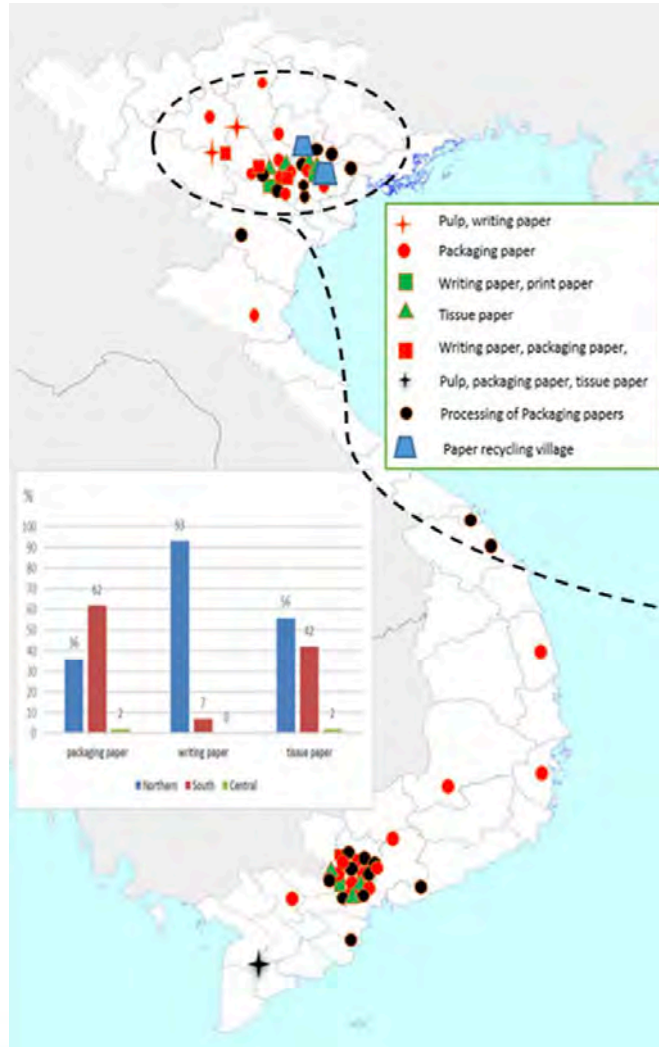 Pulp, writing paper
Packaging paper
Writing paper, print paper
Tissue paper
Writing paper, packaging paper,
Pulp, packaging paper, tissue paper
Processing of Packaging papers
Paper recycling village
%
100
90
80
70
60
50
40
30
20
10
0
36
62
2
93
7
0
56
42
2
packaging paper writing paper tissue paper
Northern South Central